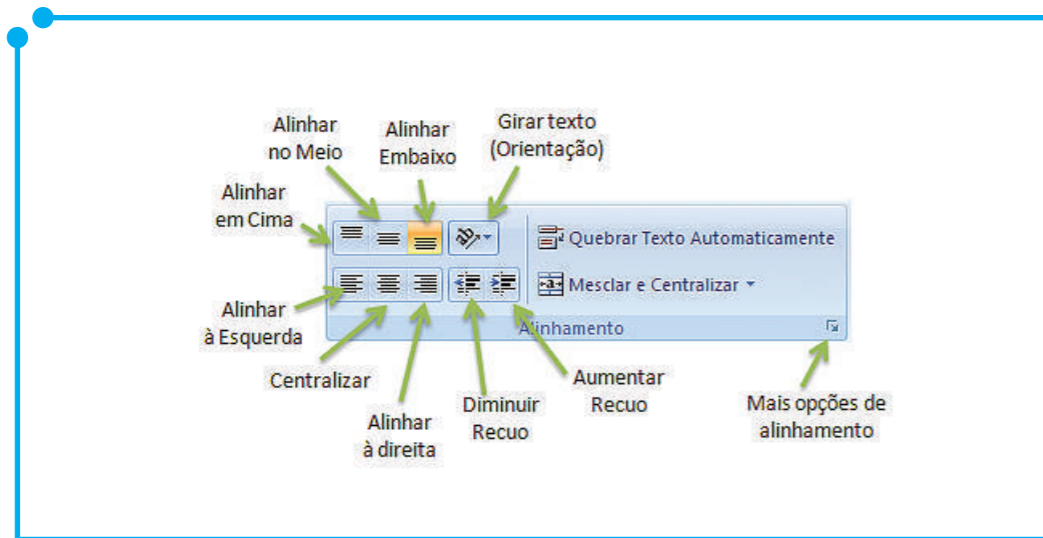 Alinhar
no Meio
Alinhar
Embaixo
Girar texto
(Orientação)
Alinhar
em Cima
Quebrar Texto Automaticamente
Mesclar e Centralizar
Alinhamento
Alinhar
à Esquerda
Centralizar
Alinhar
à direita
Diminuir
Recuo
Aumentar
Recuo
Mais opções de
alinhamento